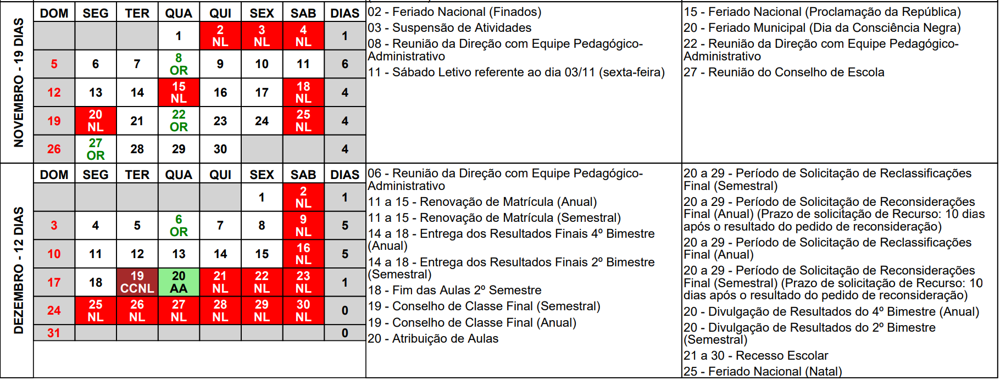 NOVEMBRO - 19 DIAS
DOM SEG TER QUA QUI SEX SAB DIAS
1 2 3 4 1
NL NL NL
5 6 7 8 9 10 11 6
OR
12 13 14 15 16 17 18 4
NL NL
19 20 21 22 23 24 25 4
NL OR NL
26 27 28 29 30 4
OR
02 - Feriado Nacional (Finados)
03 - Suspensão de Atividades
08 - Reunião da Direção com Equipe Pedagógico-
Administrativo
11 - Sábado Letivo referente ao dia 03/11 (sexta-feira)
15 - Feriado Nacional (Proclamação da República)
20 - Feriado Municipal (Dia da Consciência Negra)
22 - Reunião da Direção com Equipe Pedagógico-
Administrativo
27 - Reunião do Conselho de Escola
DEZEMBRO - 12 DIAS
DOM SEG TER QUA QUI SEX SAB DIAS
1 2 1
NL
3 4 5 6 7 8 9 5
OR NL
10 11 12 13 14 15 16 5
NL
17 18 19 20 21 22 23 1
CCNL AA NL NL NL
24 25 26 27 28 29 30 0
NL NL NL NL NL NL
31 0
06 - Reunião da Direção com Equipe Pedagógico-
Administrativo
11 a 15 - Renovação de Matrícula (Anual)
11 a 15 - Renovação de Matrícula (Semestral)
14 a 18 - Entrega dos Resultados Finais 4º Bimestre
(Anual)
14 a 18 - Entrega dos Resultados Finais 2º Bimestre
(Semestral)
18 - Fim das Aulas 2º Semestre
19 - Conselho de Classe Final (Semestral)
19 - Conselho de Classe Final (Anual)
20 - Atribuição de Aulas
20 a 29 - Período de Solicitação de Reclassificações
Final (Semestral)
20 a 29 - Período de Solicitação de Reconsiderações
Final (Anual) (Prazo de solicitação de Recurso: 10 dias
após o resultado do pedido de reconsideração)
20 a 29 - Período de Solicitação de Reclassificações
Final (Anual)
20 a 29 - Período de Solicitação de Reconsiderações
Final (Semestral) (Prazo de solicitação de Recurso: 10
dias após o resultado do pedido de reconsideração)
20 - Divulgação de Resultados do 4º Bimestre (Anual)
20 - Divulgação de Resultados do 2º Bimestre
(Semestral)
21 a 30 - Recesso Escolar
25 - Feriado Nacional (Natal)